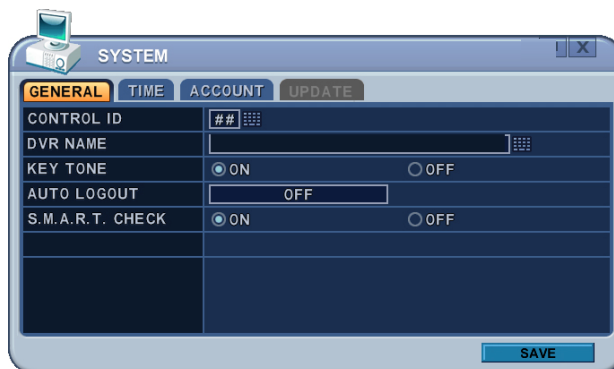 SYSTEM X
GENERAL TIME ACCOUNT UPDATE
CONTROL ID ##
DVR NAME
KEY TONE ON OFF
AUTO LOGOUT OFF
S.M.A.R.T. CHECK ON OFF
SAVE